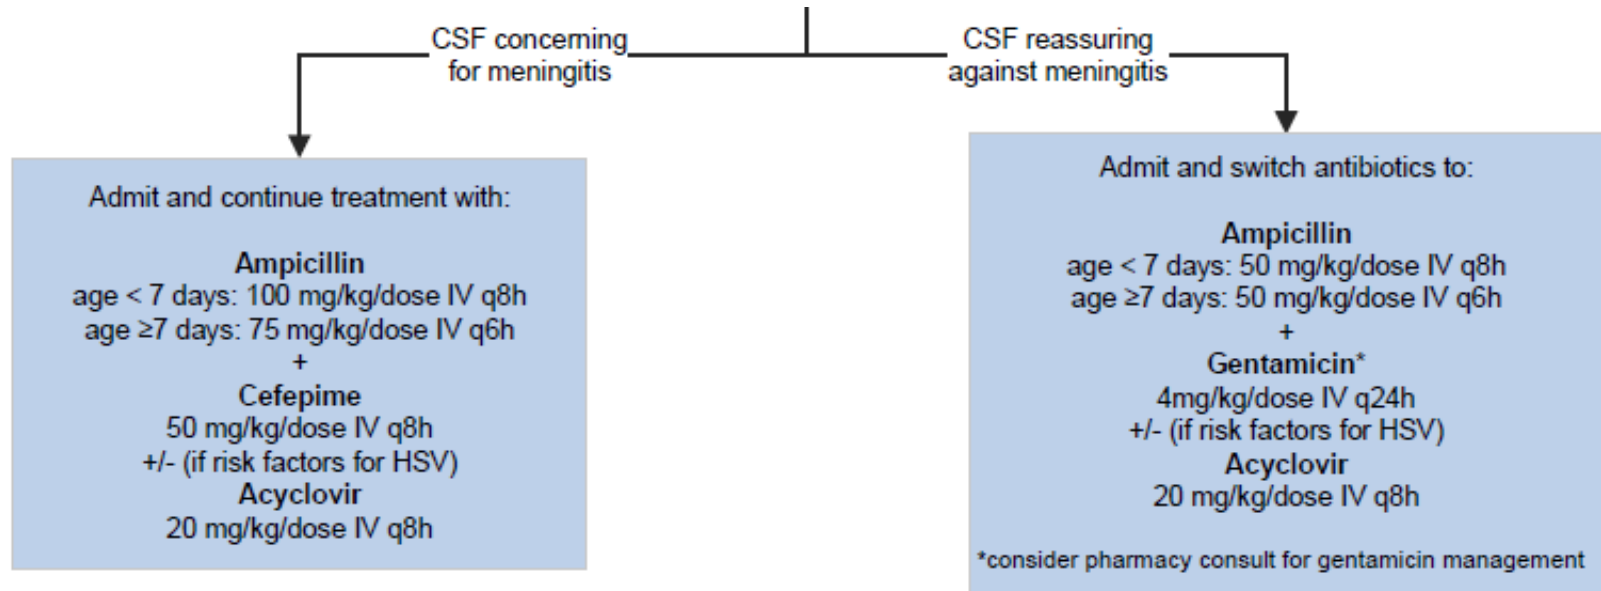 CSF concerning
for meningitis
CSF reassuring
against meningitis
Admit and continue treatment with:
Ampicillin
age < 7 days: 100 mg/kg/dose IV q8h
age ≥7 days: 75 mg/kg/dose IV q6h
+
Cefepime
50 mg/kg/dose IV q8h
+/- (if risk factors for HSV)
Acyclovir
20 mg/kg/dose IV q8h
Admit and switch antibiotics to:
Ampicillin
age < 7 days: 50 mg/kg/dose IV q8h
age ≥7 days: 50 mg/kg/dose IV q6h
+
Gentamicin*
4mg/kg/dose IV q24h
+/- (if risk factors for HSV)
Acyclovir
20 mg/kg/dose IV q8h
*consider pharmacy consult for gentamicin management